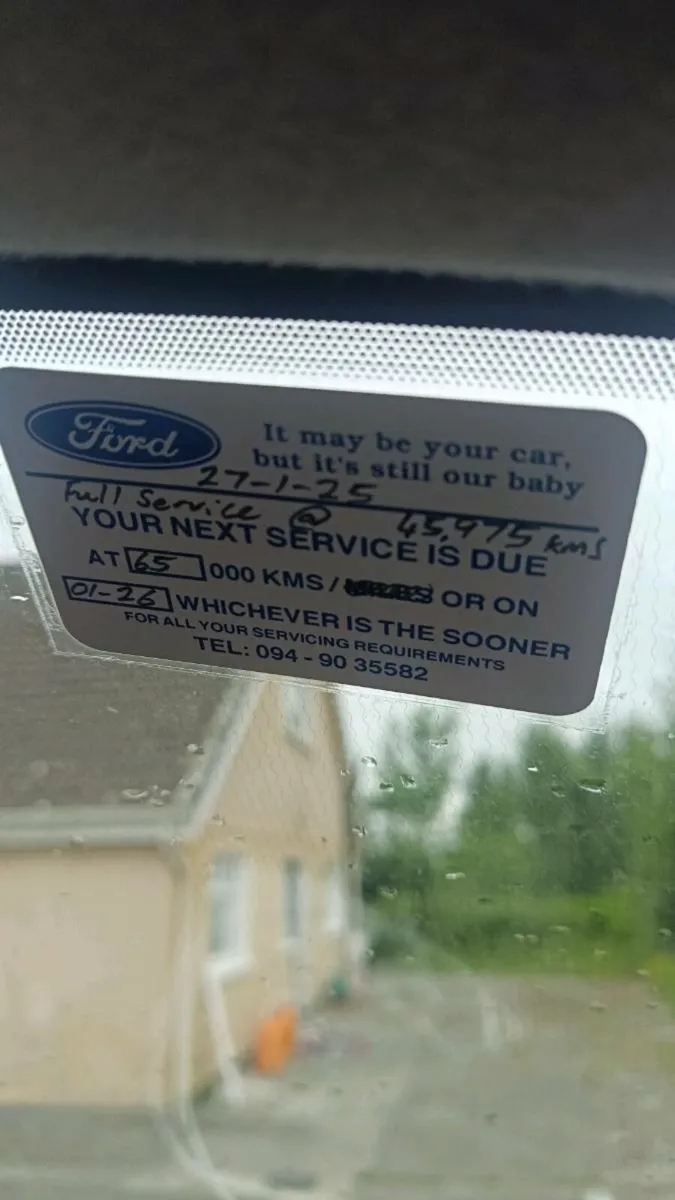 Ford
It may be your car,
but it's still our baby
27-1-25
Full Service @ 45,975 kms
YOUR NEXT SERVICE IS DUE
AT 65 000 KMS / OR ON
01-26 WHICHEVER IS THE SOONER
FOR ALL YOUR SERVICING REQUIREMENTS
TEL: 094 - 90 35582